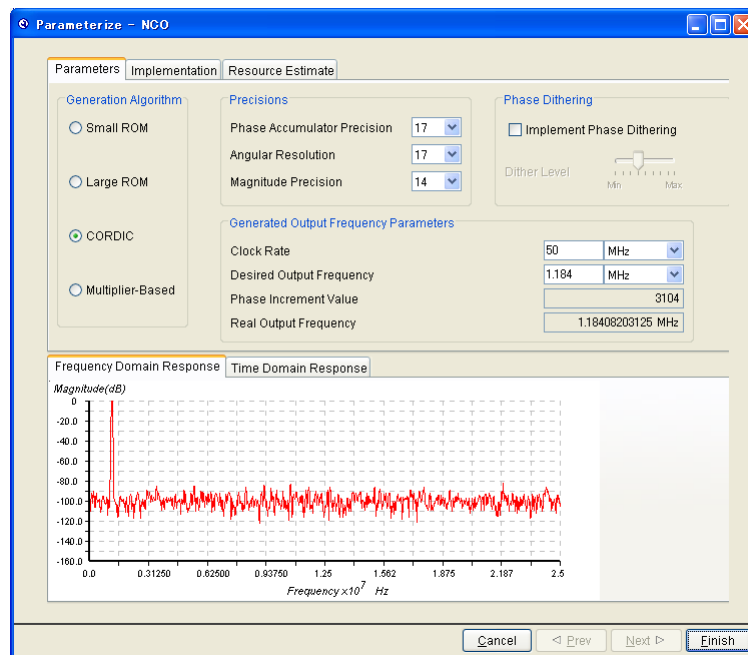 Parameterize - NCO
Parameters Implementation Resource Estimate
Generation Algorithm
Small ROM
Large ROM
CORDIC
Multiplier-Based
Precisions
Phase Accumulator Precision 17
Angular Resolution 17
Magnitude Precision 14
Phase Dithering
Implement Phase Dithering
Dither Level
Min Max
Generated Output Frequency Parameters
Clock Rate 50 MHz
Desired Output Frequency 1.184 MHz
Phase Increment Value 3104
Real Output Frequency 1.18408203125 MHz
Frequency Domain Response Time Domain Response
Magnitude(dB)
0
-20.0
-40.0
-60.0
-80.0
-100.0
-120.0
-140.0
-160.0
0.0 0.31250 0.62500 0.93750 1.25 1.562 1.875 2.187 2.5
Frequency x10^7 Hz
Cancel < Prev Next > Finish